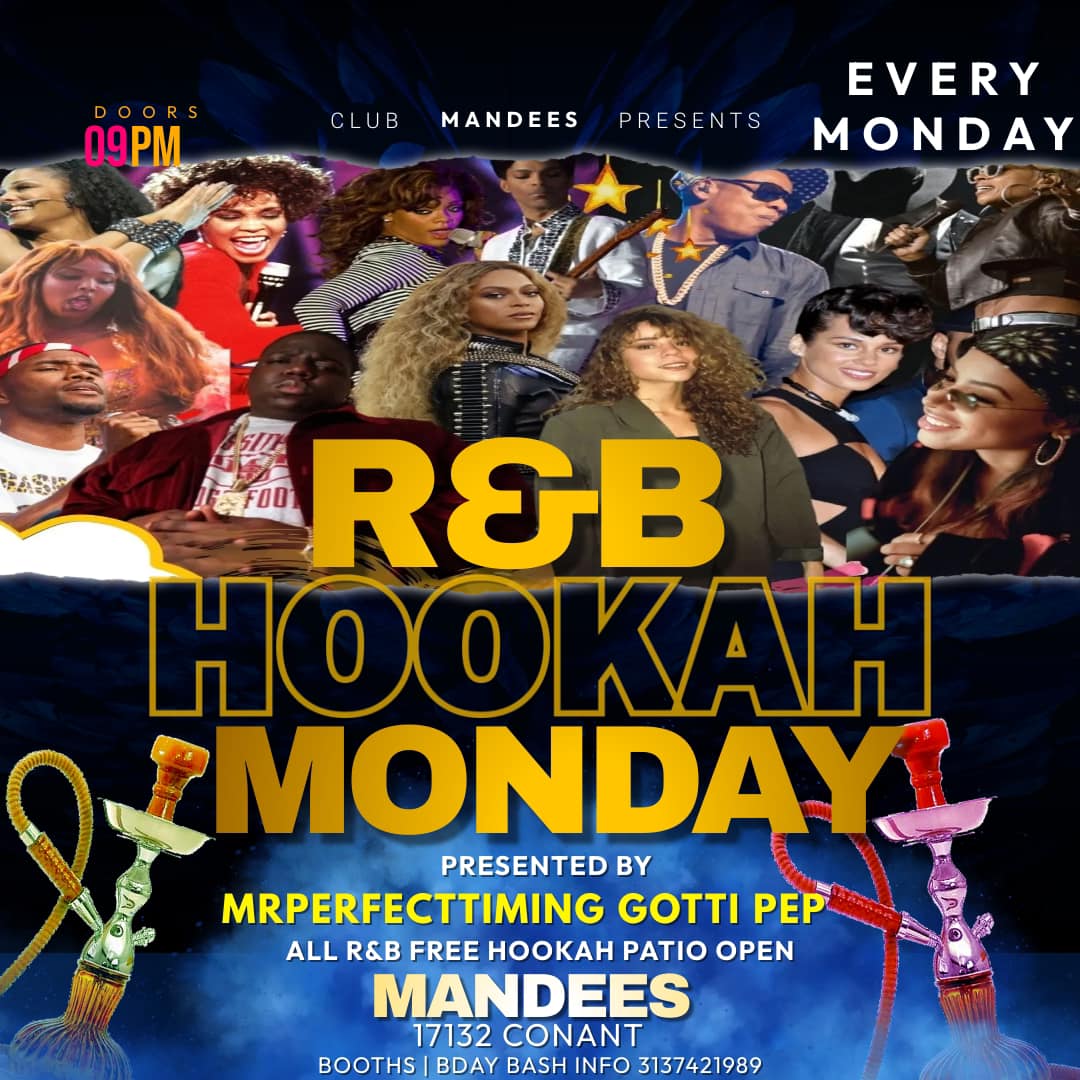 DOORS
09PM
CLUB MANDEES PRESENTS
EVERY
MONDAY
R&B
HOOKAH
MONDAY
PRESENTED BY
MRPERFECTTIMING GOTTI PEP
ALL R&B FREE HOOKAH PATIO OPEN
MANDEES
17132 CONANT
BOOTHS | BDAY BASH INFO 3137421989